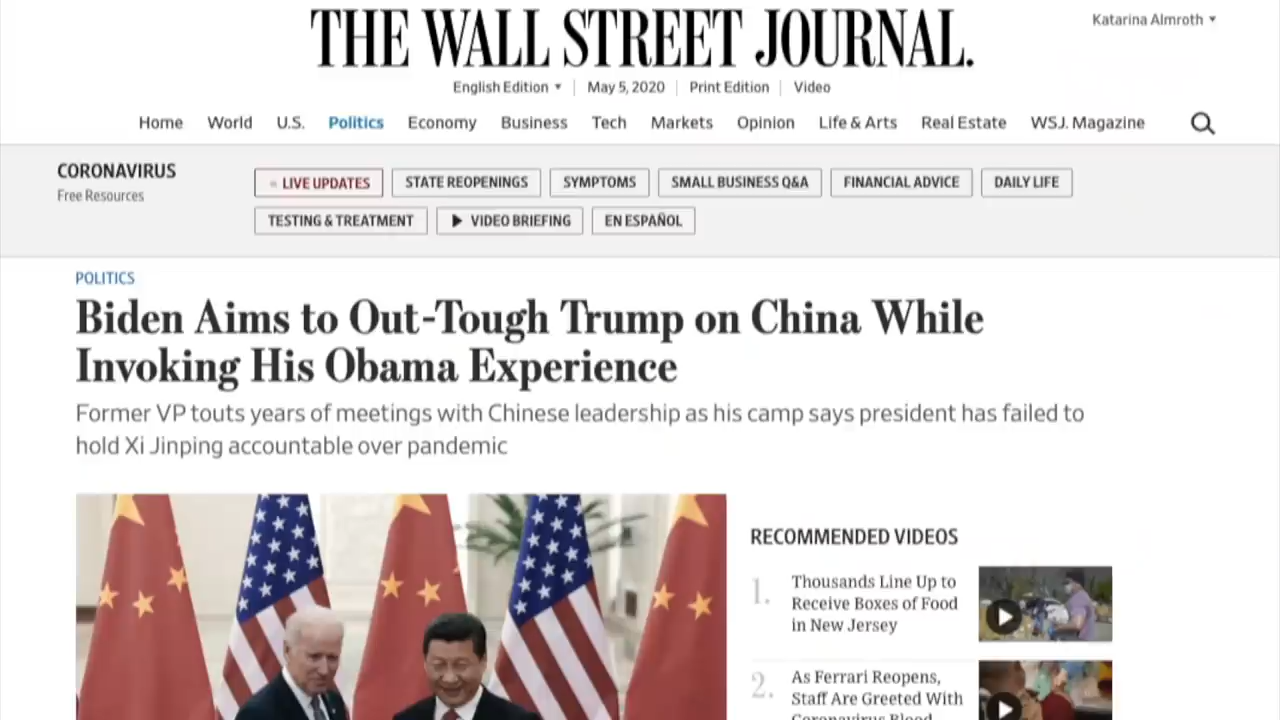 THE WALL STREET JOURNAL.
Katarina Almroth
English Edition May 5, 2020 Print Edition Video
Home World U.S. Politics Economy Business Tech Markets Opinion Life & Arts Real Estate WSJ. Magazine
CORONAVIRUS
Free Resources
LIVE UPDATES STATE REOPENINGS SYMPTOMS SMALL BUSINESS Q&A FINANCIAL ADVICE DAILY LIFE
TESTING & TREATMENT VIDEO BRIEFING EN ESPAÑOL
POLITICS
Biden Aims to Out-Tough Trump on China While
Invoking His Obama Experience
Former VP touts years of meetings with Chinese leadership as his camp says president has failed to
hold Xi Jinping accountable over pandemic
RECOMMENDED VIDEOS
1. Thousands Line Up to
Receive Boxes of Food
in New Jersey
2. As Ferrari Reopens,
Staff Are Greeted With
Coronavirus Blood